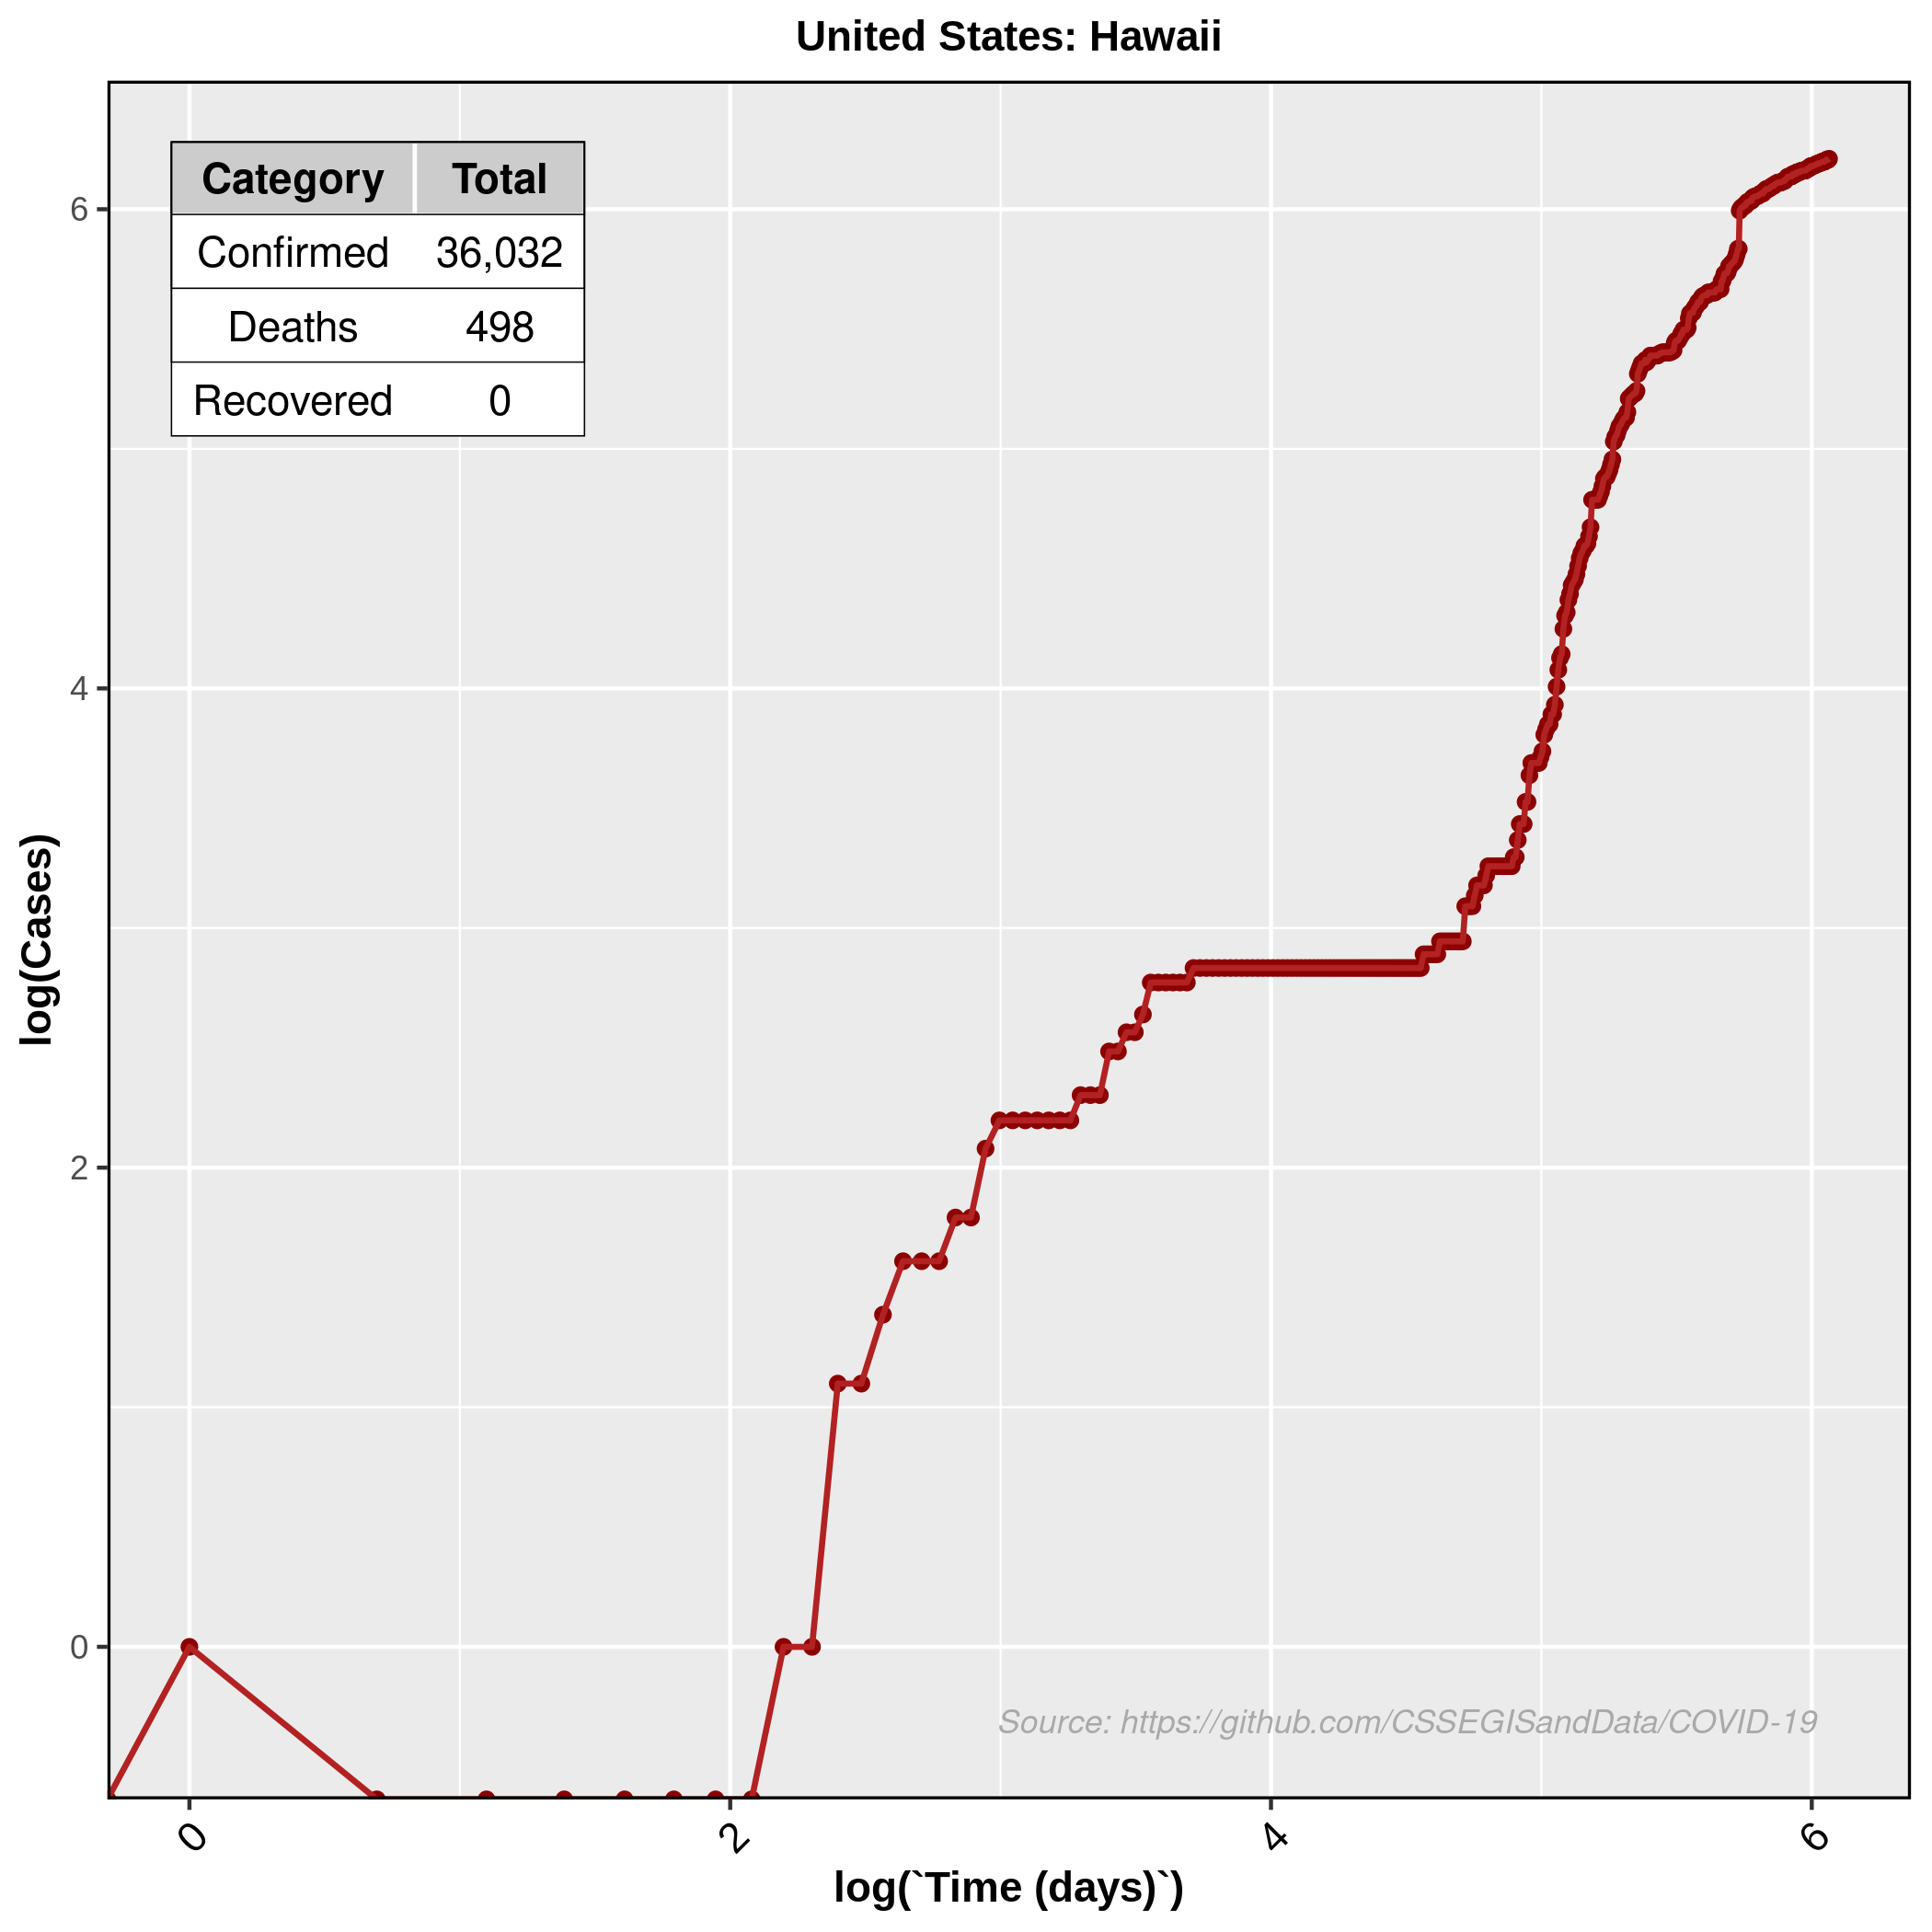 United States: Hawaii
Category Total
Confirmed 36,032
Deaths 498
Recovered 0
6
4
2
0
log(Cases)
Source: https://github.com/CSSEGISandData/COVID-19
0 2 4 6
log(`Time (days)`)